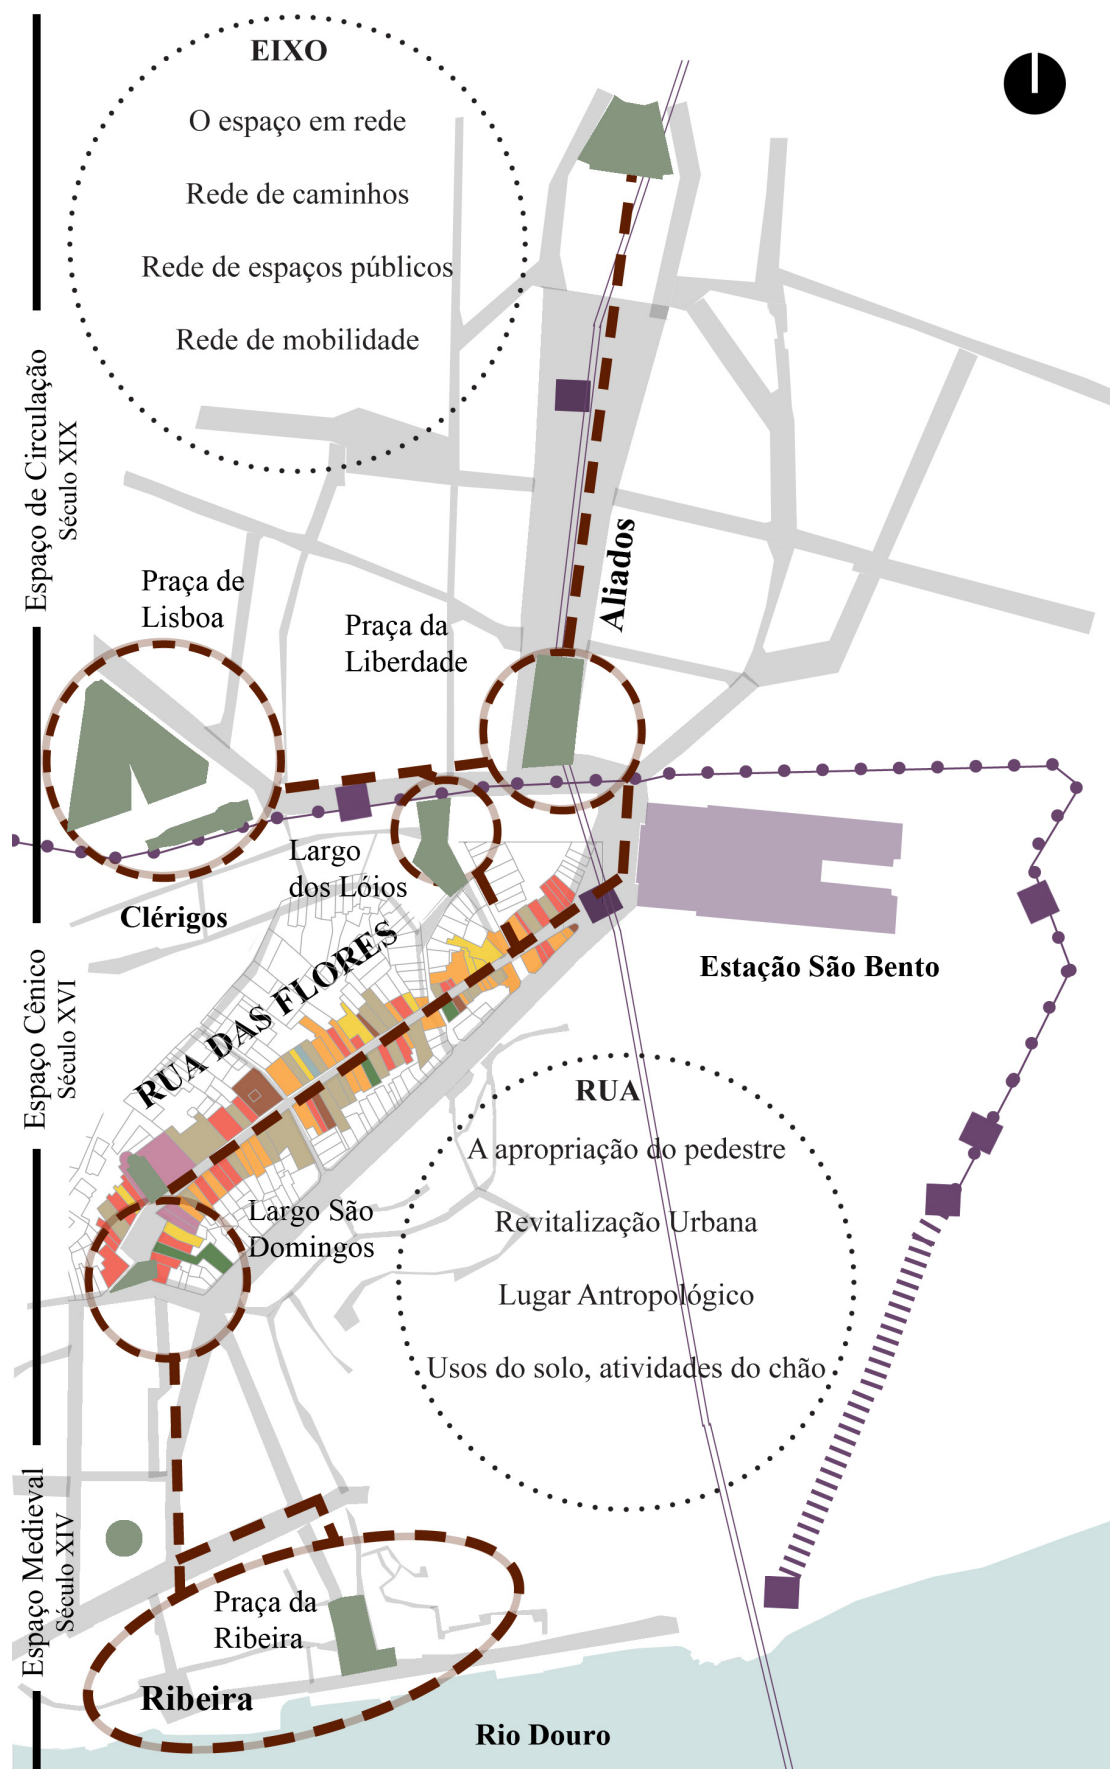 EIXO
O espaço em rede
Rede de caminhos
Rede de espaços públicos
Rede de mobilidade
Espaço de Circulação
Século XIX
Aliados
Praça de
Lisboa
Praça da
Liberdade
Largo
dos Lóios
Clérigos
RUA DAS FLORES
Estação São Bento
Espaço Cênico
Século XVI
RUA
A apropriação do pedestre
Revitalização Urbana
Lugar Antropológico
Usos do solo, atividades do chão
Largo São
Domingos
Espaço Medieval
Século XIV
Praça da
Ribeira
Ribeira
Rio Douro